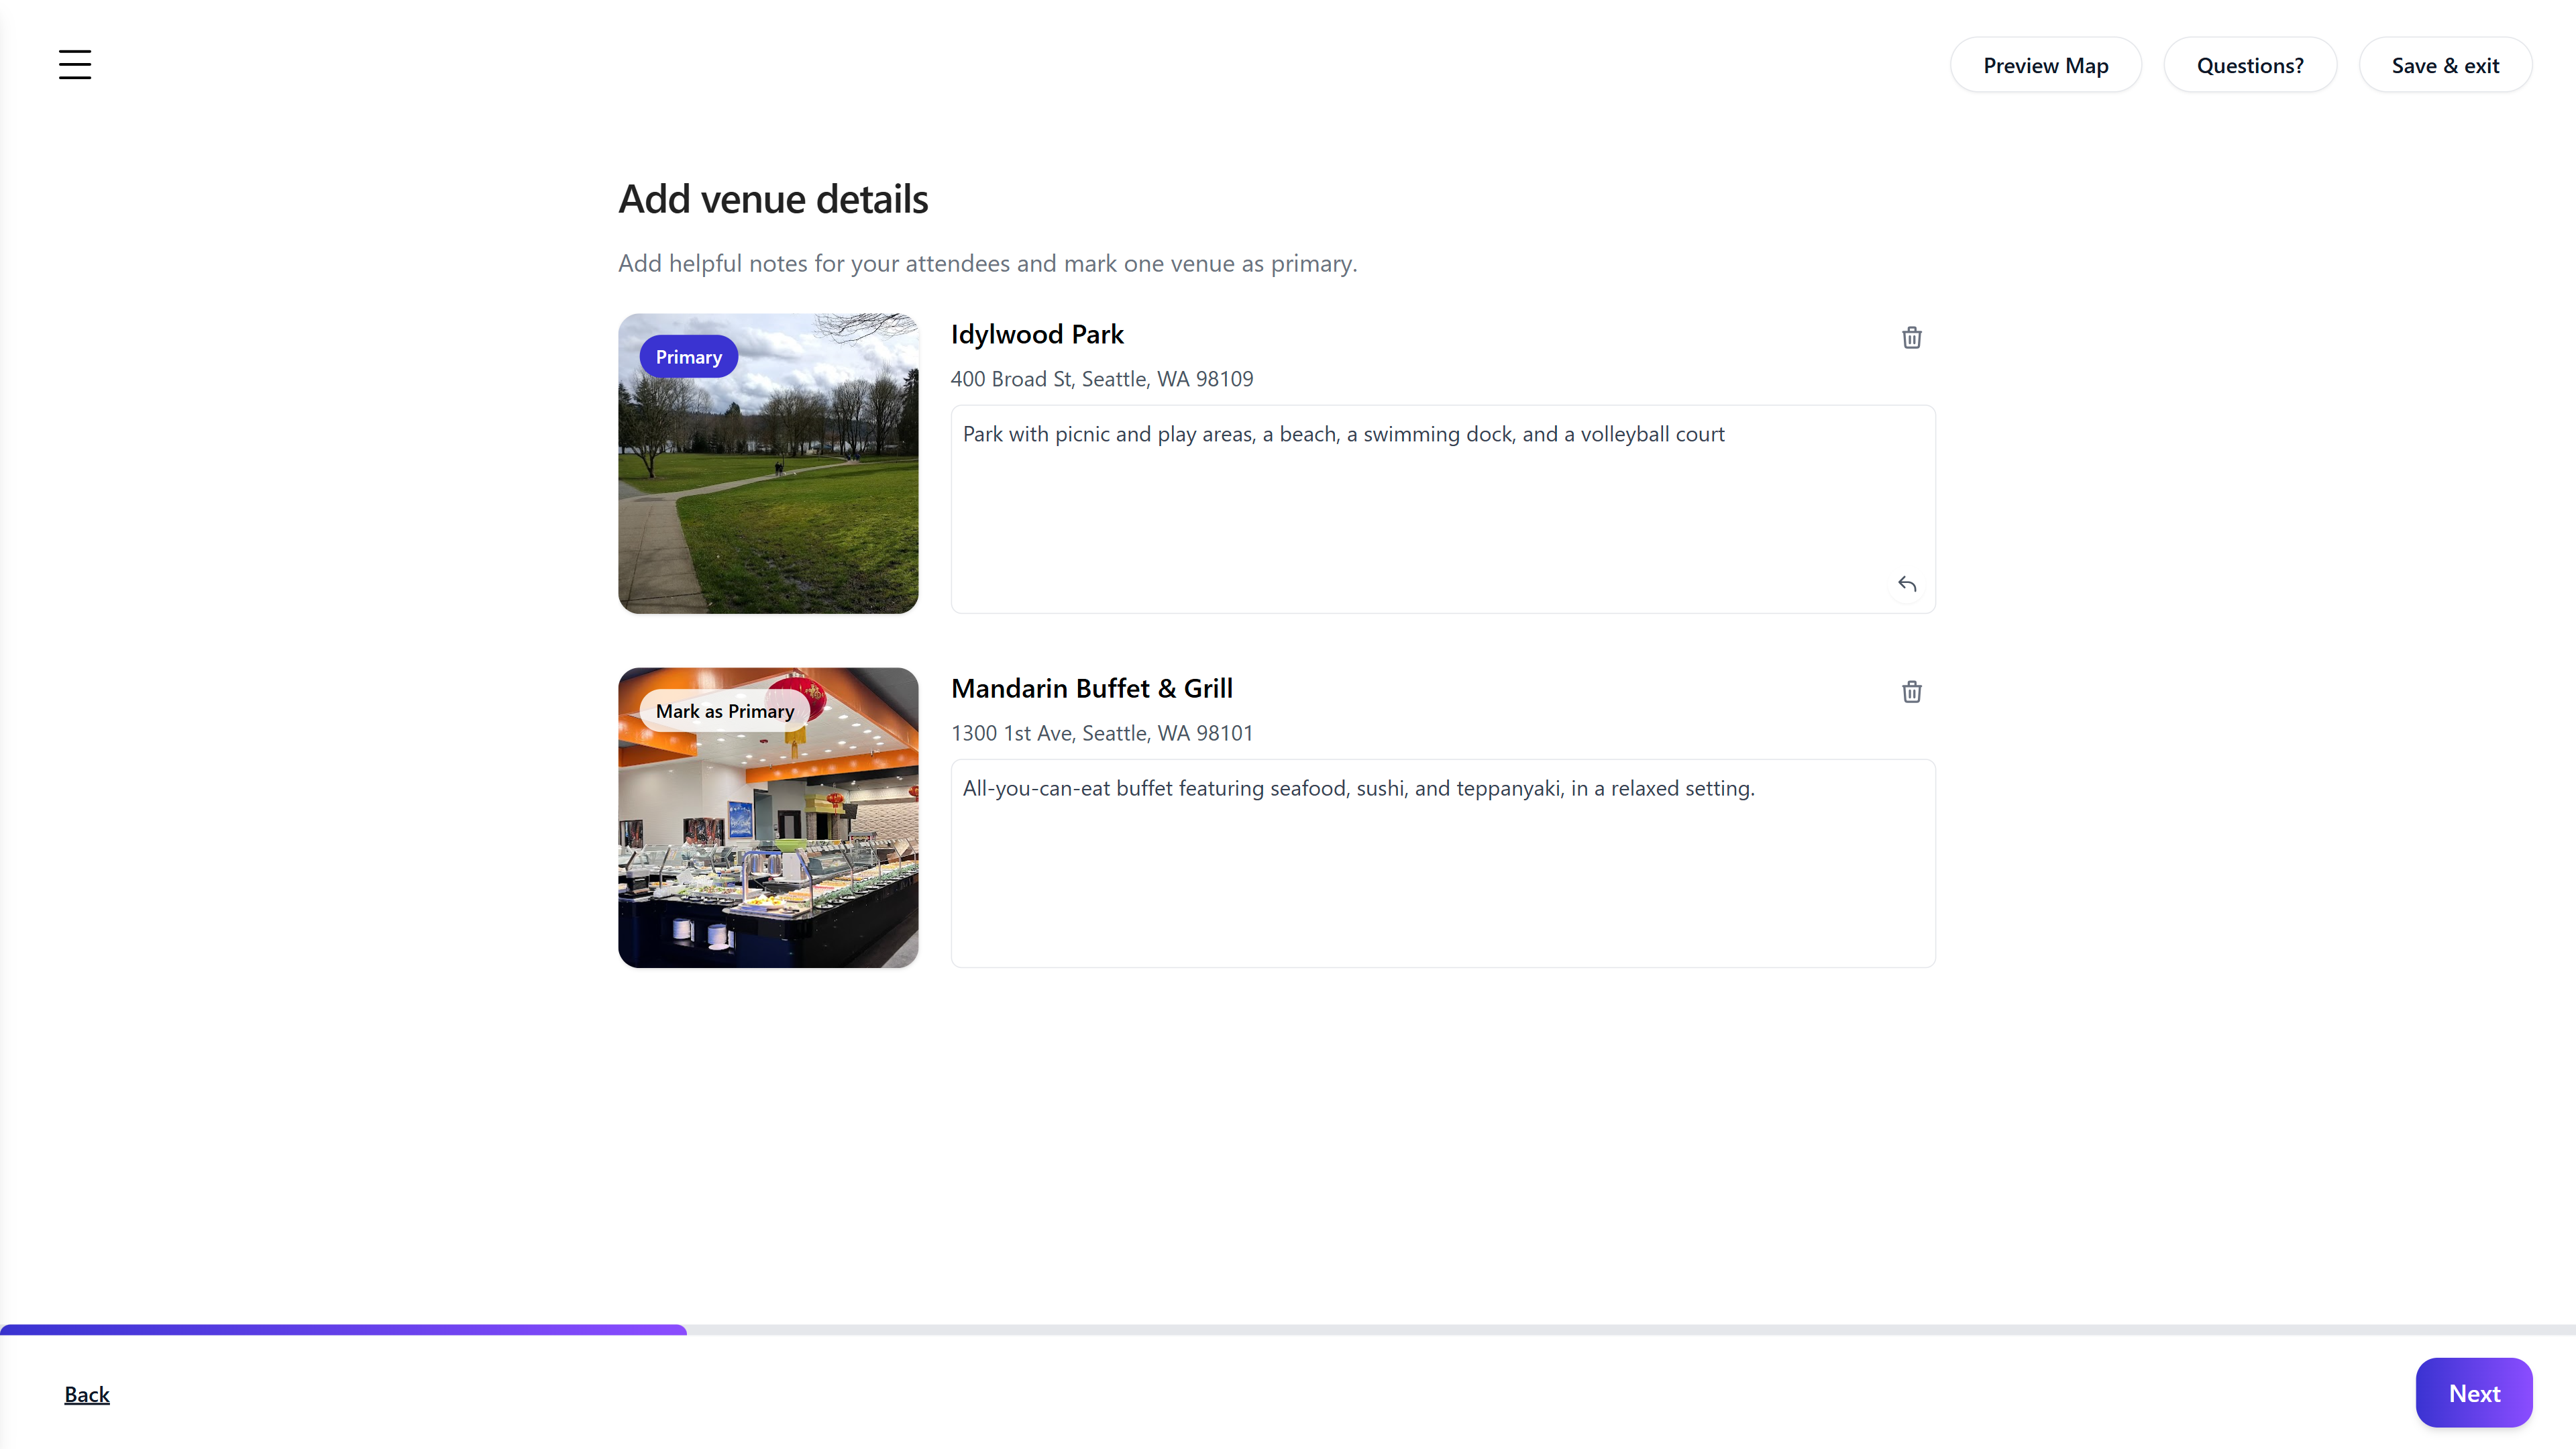 Preview Map
Questions?
Save & exit
Add venue details
Add helpful notes for your attendees and mark one venue as primary.
Primary
Idylwood Park
400 Broad St, Seattle, WA 98109
Park with picnic and play areas, a beach, a swimming dock, and a volleyball court
Mark as Primary
Mandarin Buffet & Grill
1300 1st Ave, Seattle, WA 98101
All-you-can-eat buffet featuring seafood, sushi, and teppanyaki, in a relaxed setting.
Back
Next